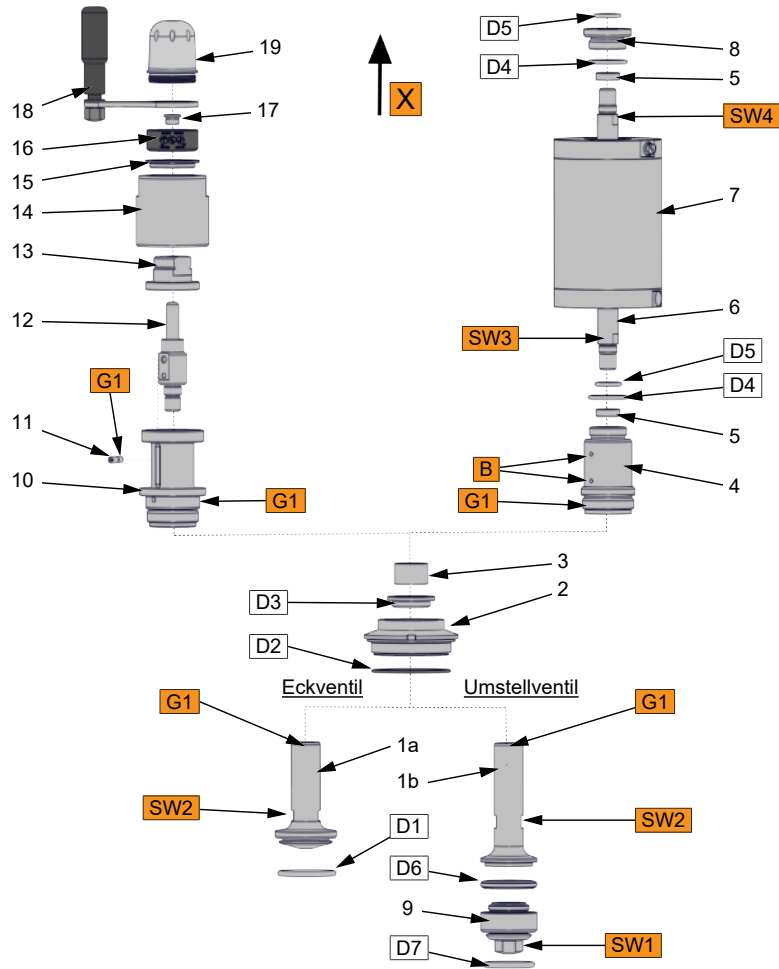 D5
19
8
D4
5
X
18
17
SW4
16
15
14
7
13
12
6
SW3
G1
D5
D4
11
5
B
10
4
G1
G1
3
D3
2
D2
Eckventil
Umstellventil
G1
G1
1a
1b
SW2
SW2
D1
D6
9
SW1
D7